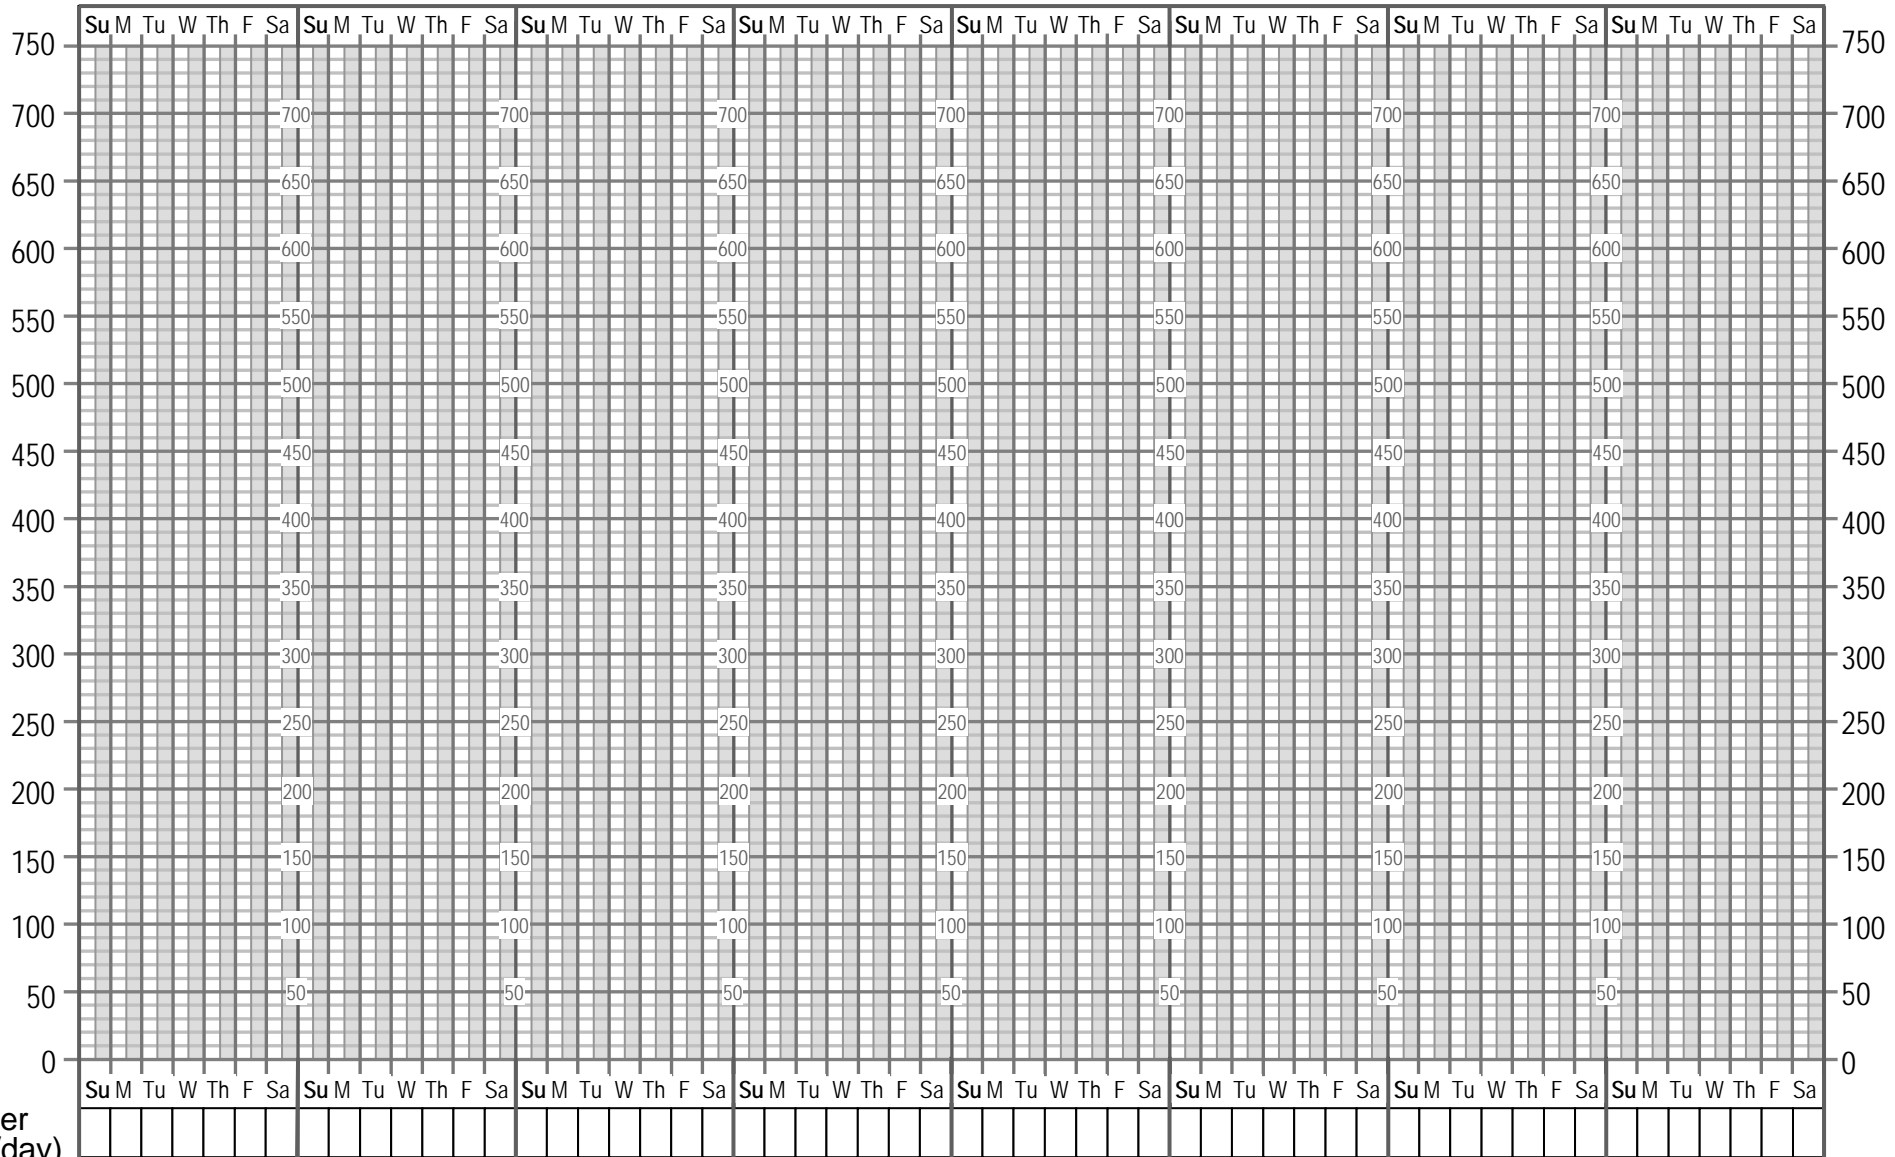 Su M Tu W Th F Sa Su M Tu W Th F Sa Su M Tu W Th F Sa Su M Tu W Th F Sa Su M Tu W Th F Sa Su M Tu W Th F Sa Su M Tu W Th F Sa Su M Tu W Th F Sa
750 750
700 700 700 700 700 700 700 700 700
650 650 650 650 650 650 650 650 650
600 600 600 600 600 600 600 600 600
550 550 550 550 550 550 550 550 550
500 500 500 500 500 500 500 500 500
450 450 450 450 450 450 450 450 450
400 400 400 400 400 400 400 400 400
350 350 350 350 350 350 350 350 350
300 300 300 300 300 300 300 300 300
250 250 250 250 250 250 250 250 250
200 200 200 200 200 200 200 200 200
150 150 150 150 150 150 150 150 150
100 100 100 100 100 100 100 100 100
50 50 50 50 50 50 50 50 50
0 0
Su M Tu W Th F Sa Su M Tu W Th F Sa Su M Tu W Th F Sa Su M Tu W Th F Sa Su M Tu W Th F Sa Su M Tu W Th F Sa Su M Tu W Th F Sa Su M Tu W Th F Sa
er
/day)